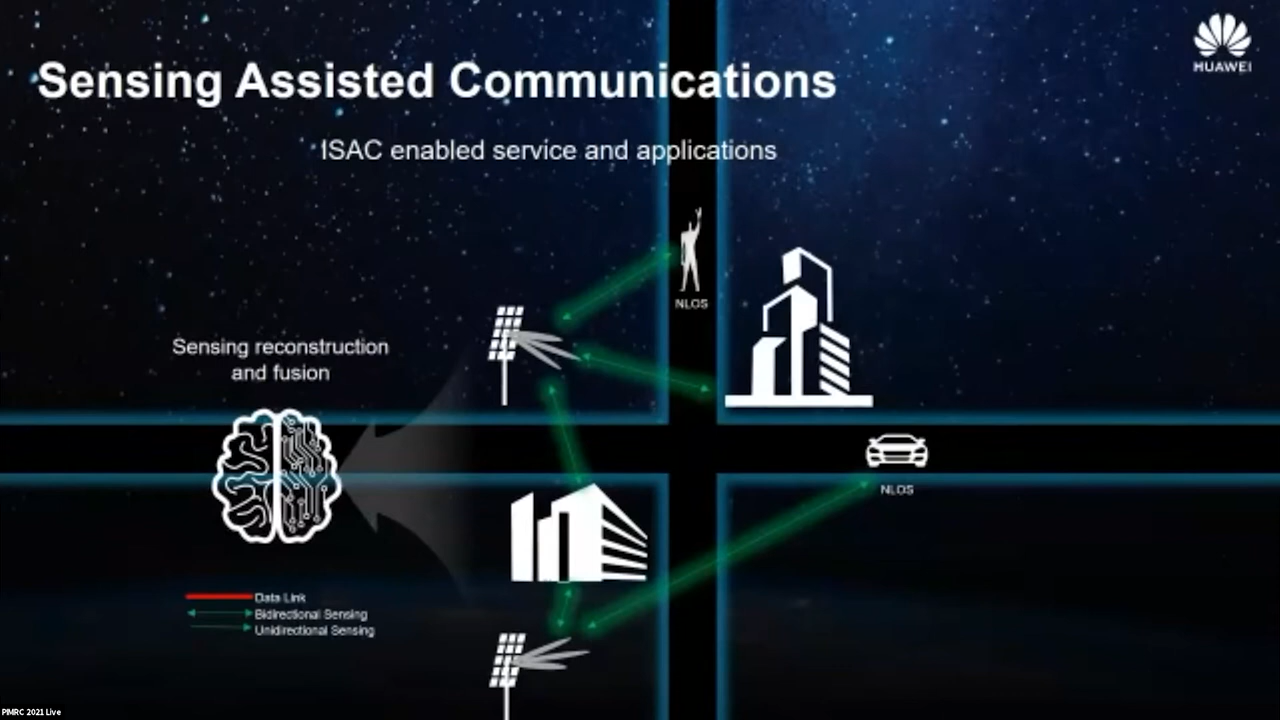 HUAWEI
Sensing Assisted Communications
ISAC enabled service and applications
NLOS
Sensing reconstruction
and fusion
NLOS
Data Link
Bidirectional Sensing
Unidirectional Sensing
PIMRC 2021 Live